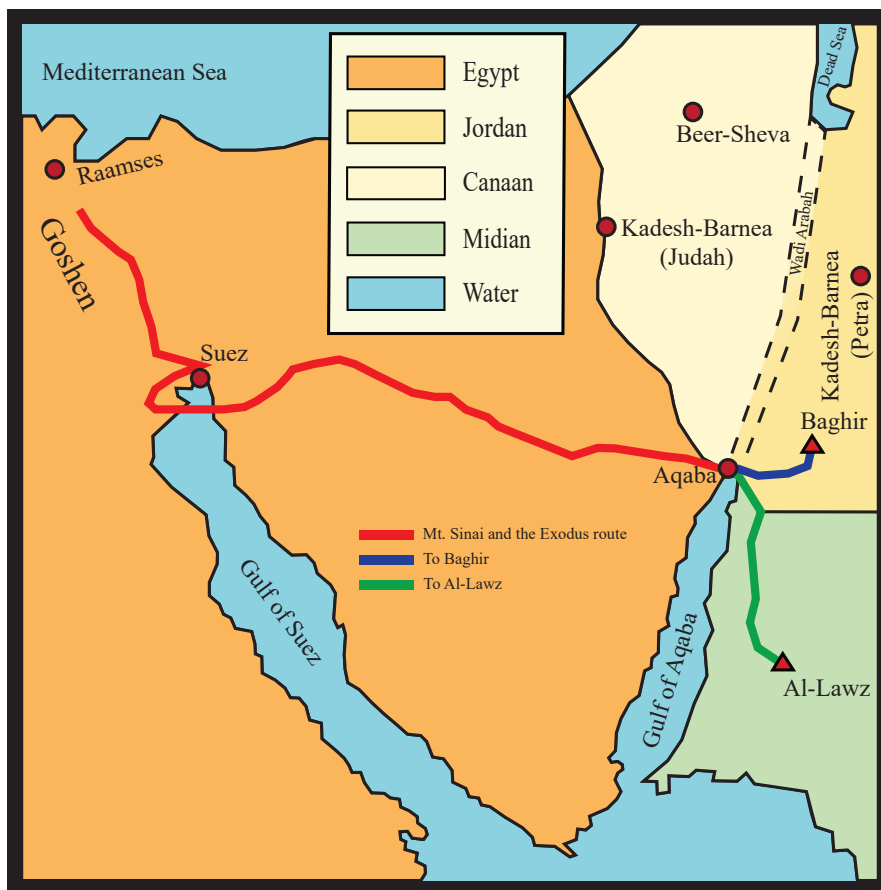 Mediterranean Sea
Egypt
Jordan
Canaan
Midian
Water
Dead Sea
Beer-Sheva
Raamses
Goshen
Kadesh-Barnea
(Judah)
Wadi Arabah
Kadesh-Barnea
(Petra)
Suez
Baghir
Aqaba
Mt. Sinai and the Exodus route
To Baghir
To Al-Lawz
Gulf of Suez
Gulf of Aqaba
Al-Lawz